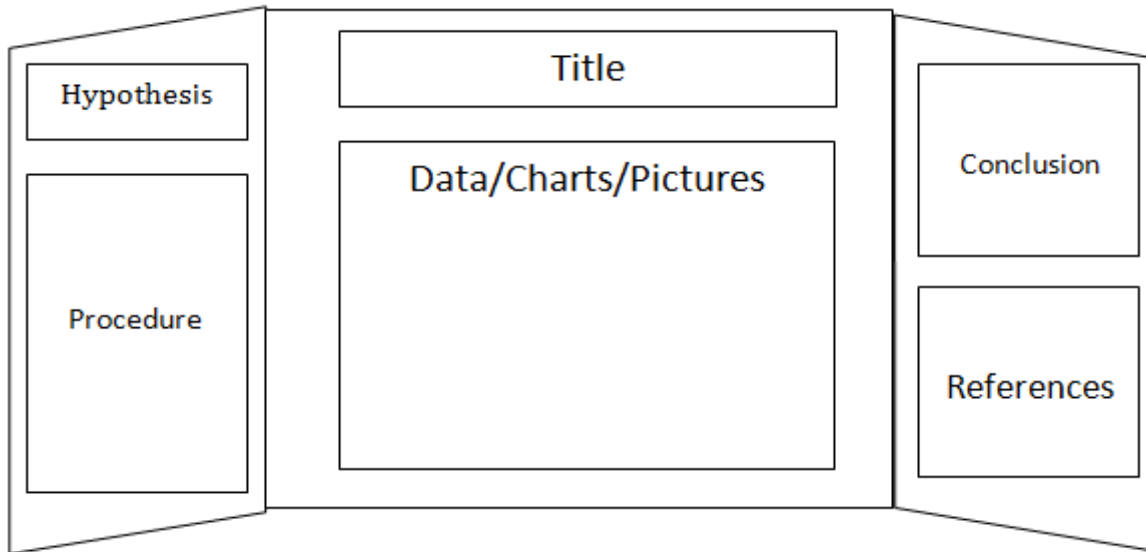 Hypothesis
Procedure
Title
Data/Charts/Pictures
Conclusion
References